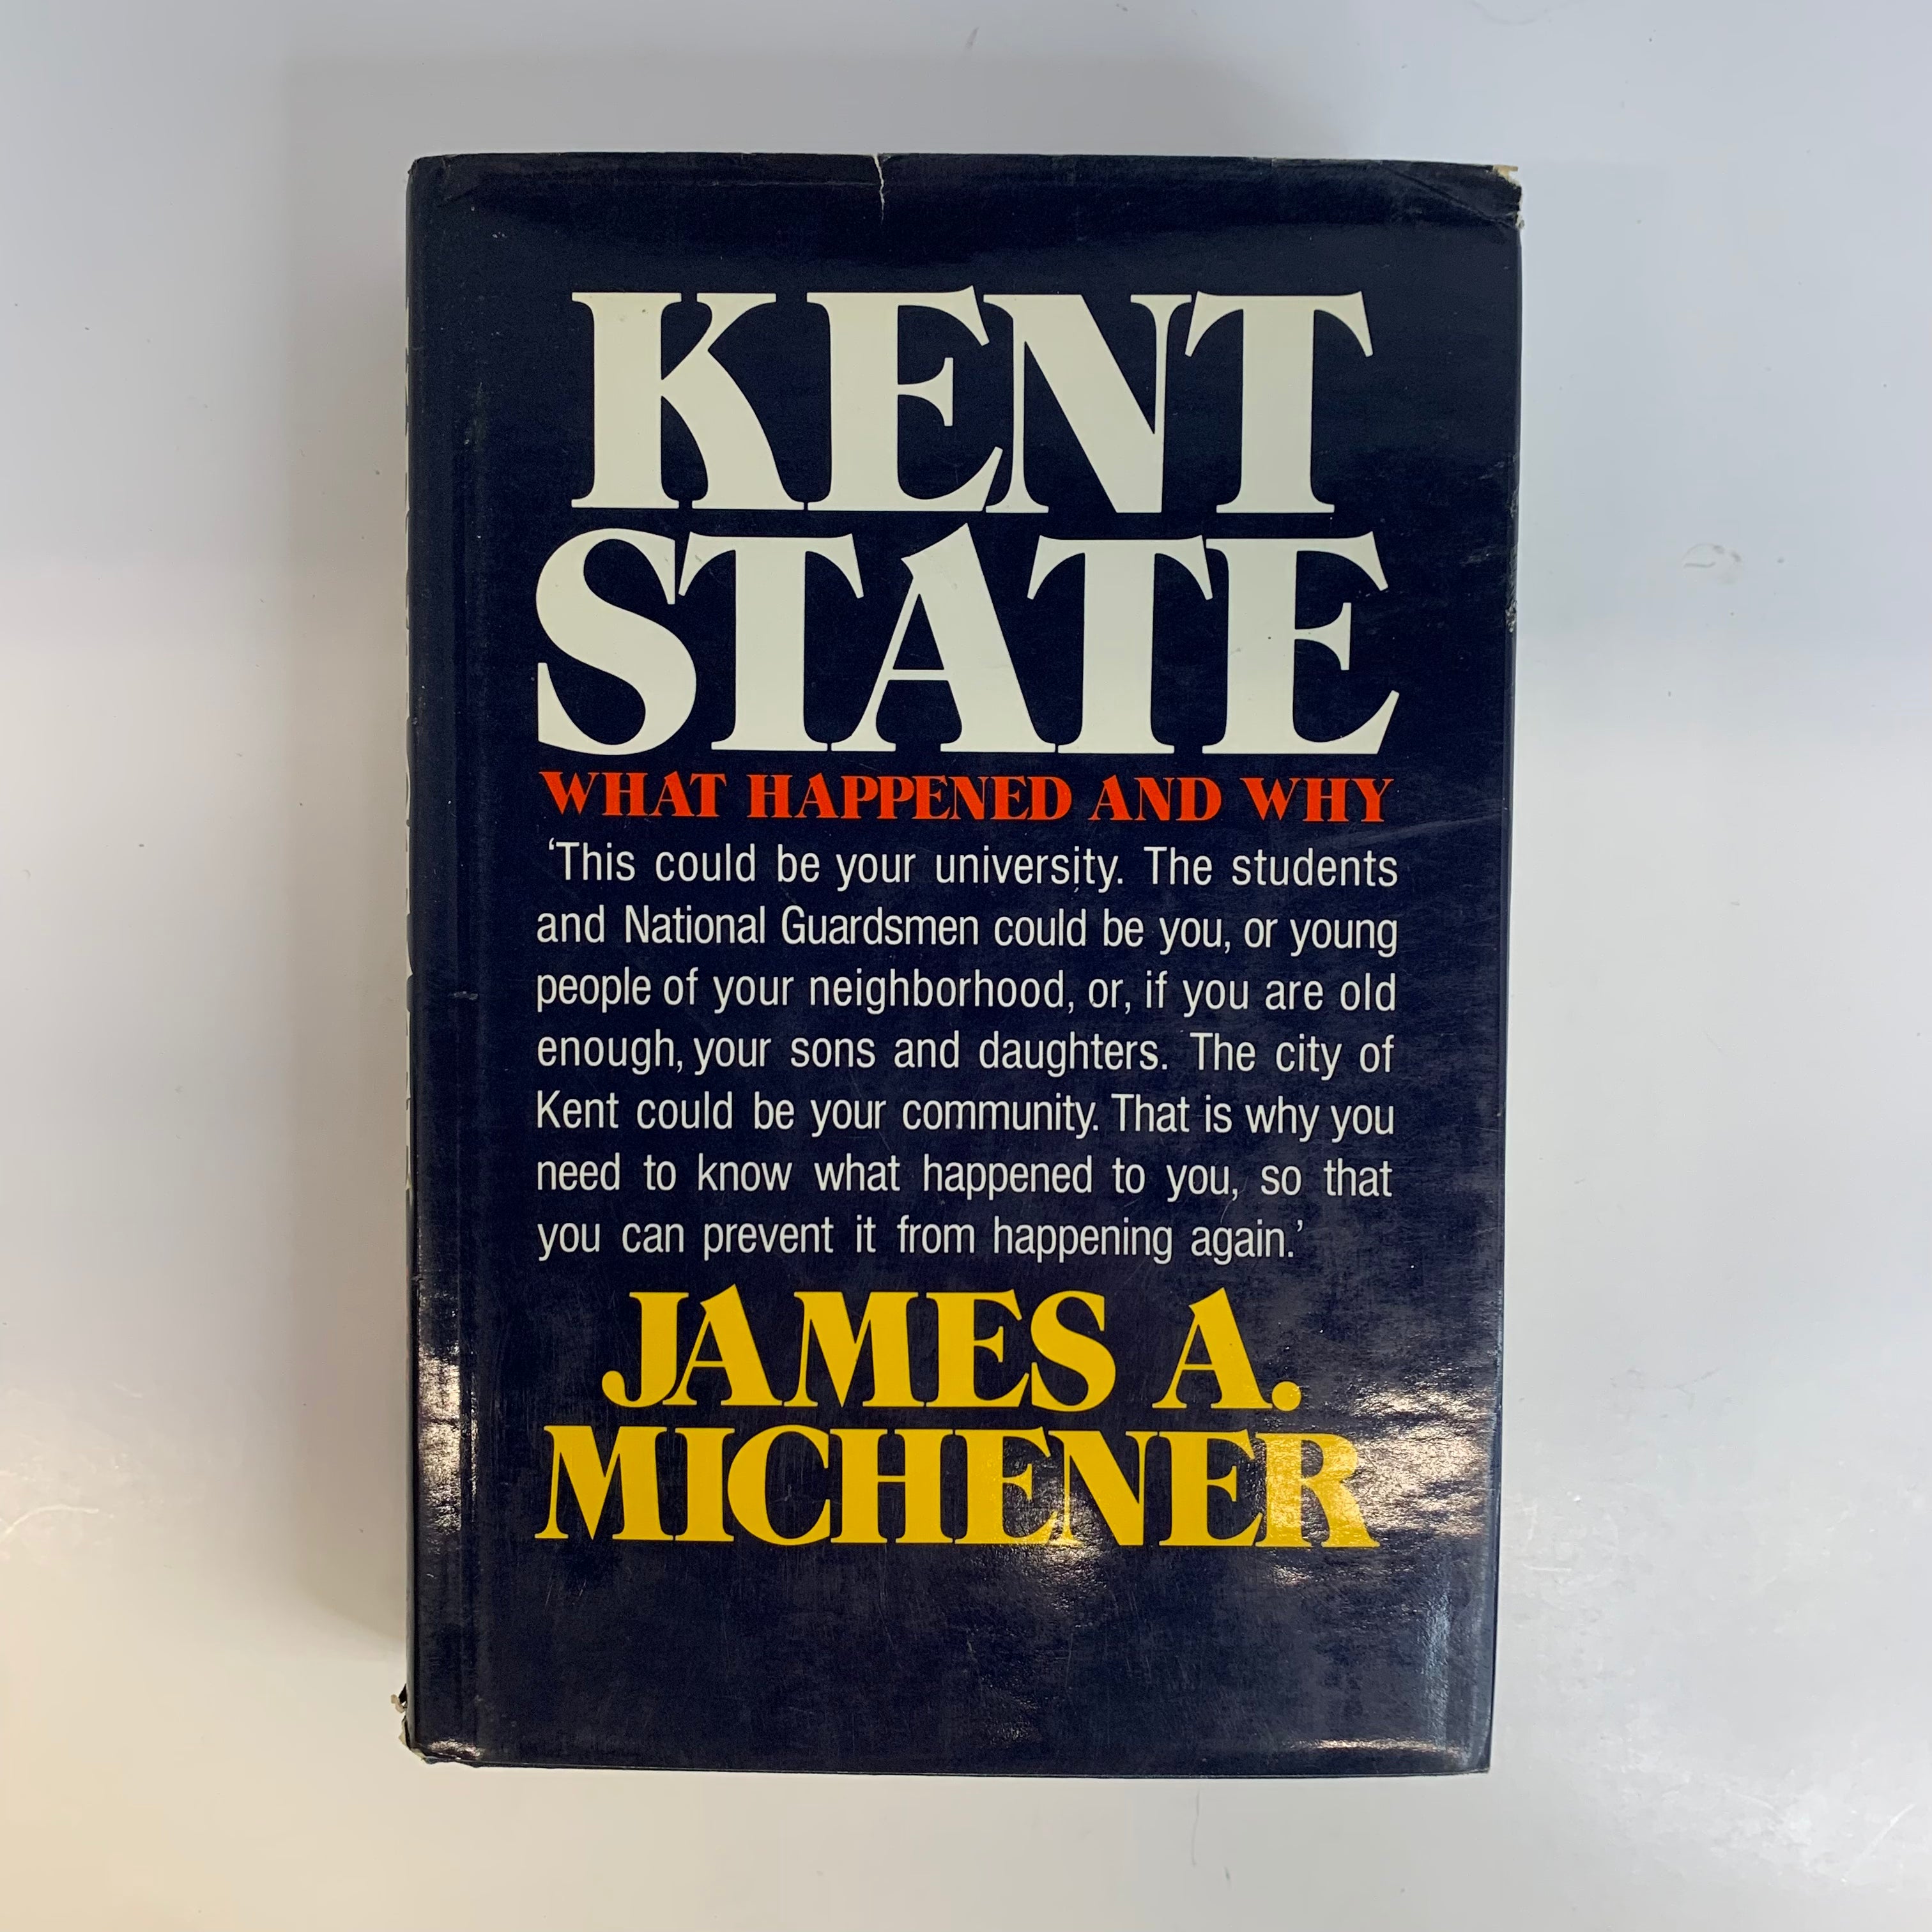 KENT
STATE
WHAT HAPPENED AND WHY
‘This could be your university. The students
and National Guardsmen could be you, or young
people of your neighborhood, or, if you are old
enough, your sons and daughters. The city of
Kent could be your community. That is why you
need to know what happened to you, so that
you can prevent it from happening again.’
JAMES A.
MICHENER